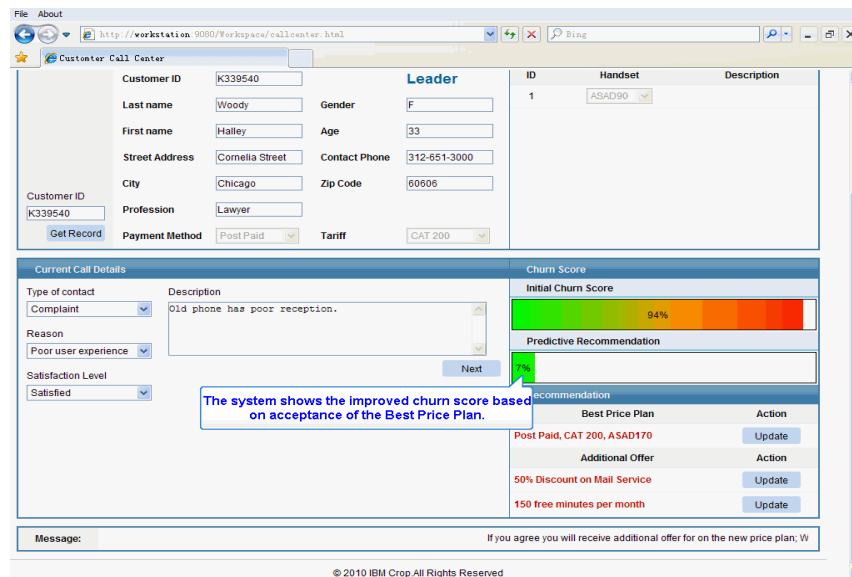 File About
http://workstation:9080/Workspace/callcenter.html
Bing
Customter Call Center
Customer ID K339540 Leader
Last name Woody Gender F
First name Halley Age 33
Street Address Cornelia Street Contact Phone 312-651-3000
City Chicago Zip Code 60606
Customer ID
K339540
Profession Lawyer
Get Record
Payment Method Post Paid Tariff CAT 200
ID Handset Description
1 ASAD90
Current Call Details
Type of contact Description
Complaint Old phone has poor reception.
Reason
Poor user experience
Next
Satisfaction Level
Satisfied
Churn Score
Initial Churn Score
94%
Predictive Recommendation
7%
The system shows the improved churn score based
on acceptance of the Best Price Plan.
ecommendation
Best Price Plan Action
Post Paid, CAT 200, ASAD170 Update
Additional Offer Action
50% Discount on Mail Service Update
150 free minutes per month Update
Message: If you agree you will receive additional offer for on the new price plan; W
© 2010 IBM Crop.All Rights Reserved